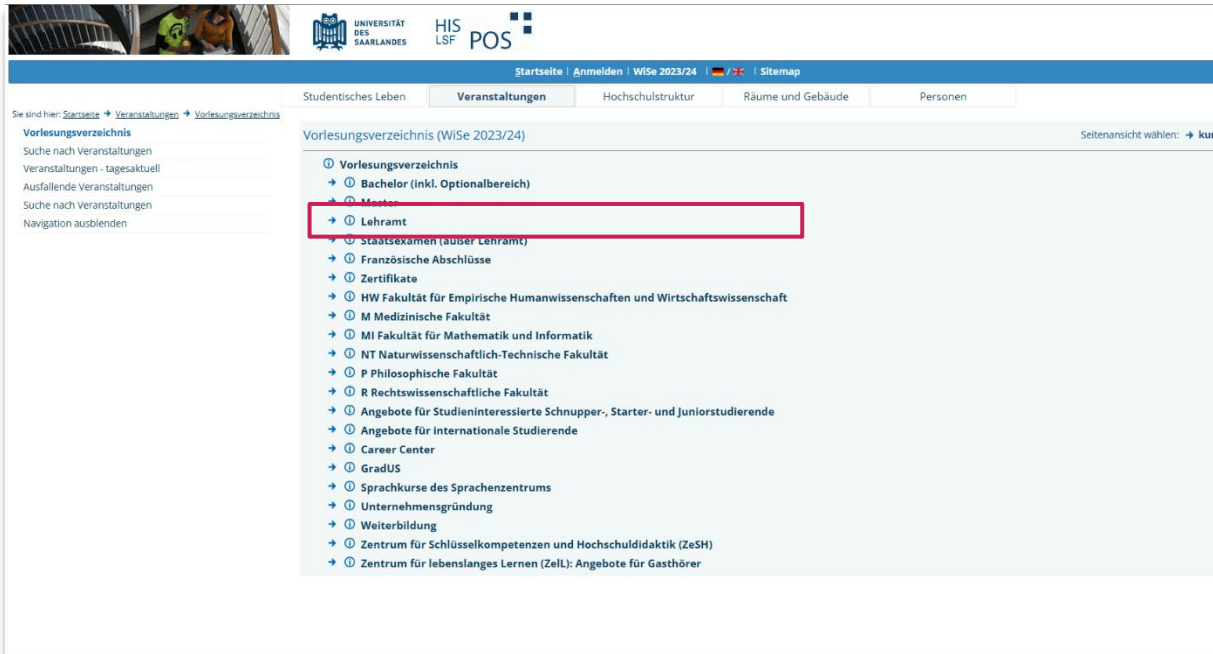 UNIVERSITÄT
DES
SAARLANDES
HIS
LSF POS
Startseite | Anmelden | WiSe 2023/24 | / | Sitemap
Studentisches Leben Veranstaltungen Hochschulstruktur Räume und Gebäude Personen
Sie sind hier: Startseite → Veranstaltungen → Vorlesungsverzeichnis
Vorlesungsverzeichnis
Suche nach Veranstaltungen
Veranstaltungen - tagesaktuell
Ausfallende Veranstaltungen
Suche nach Veranstaltungen
Navigation ausblenden
Vorlesungsverzeichnis (WiSe 2023/24) Seitenansicht wählen: → kur
Vorlesungsverzeichnis
Bachelor (inkl. Optionalbereich)
Master
Lehramt
Staatsexamen (außer Lehramt)
Französische Abschlüsse
Zertifikate
HW Fakultät für Empirische Humanwissenschaften und Wirtschaftswissenschaft
M Medizinische Fakultät
MI Fakultät für Mathematik und Informatik
NT Naturwissenschaftlich-Technische Fakultät
P Philosophische Fakultät
R Rechtswissenschaftliche Fakultät
Angebote für Studieninteressierte Schnupper-, Starter- und Juniorstudierende
Angebote für internationale Studierende
Career Center
GradUS
Sprachkurse des Sprachenzentrums
Unternehmensgründung
Weiterbildung
Zentrum für Schlüsselkompetenzen und Hochschuldidaktik (ZeSH)
Zentrum für lebenslanges Lernen (ZelL): Angebote für Gasthörer